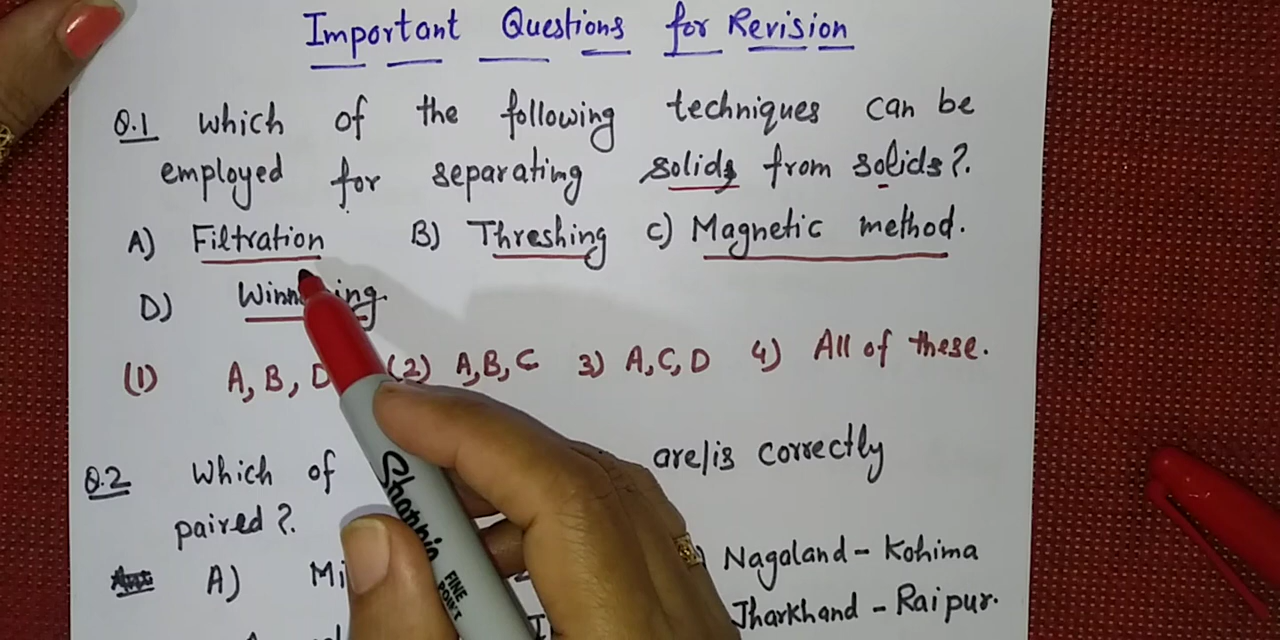 Important Questions for Revision
Q.1 Which of the following techniques can be
employed for separating solids from solids?.
A) Filtration B) Threshing C) Magnetic method.
D)
(1) A, B, D (2) A,B,C 3) A,C,D 4) All of these.
Q.2 Which of are/is correctly
paired?.
A) Nagaland - Kohima
Jharkhand - Raipur.
Sharpie
FINE
POINT